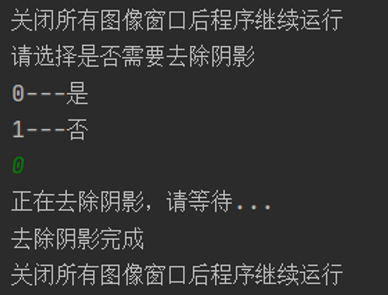 关闭所有图像窗口后程序继续运行
请选择是否需要去除阴影
0---是
1---否
0
正在去除阴影，请等待...
去除阴影完成
关闭所有图像窗口后程序继续运行